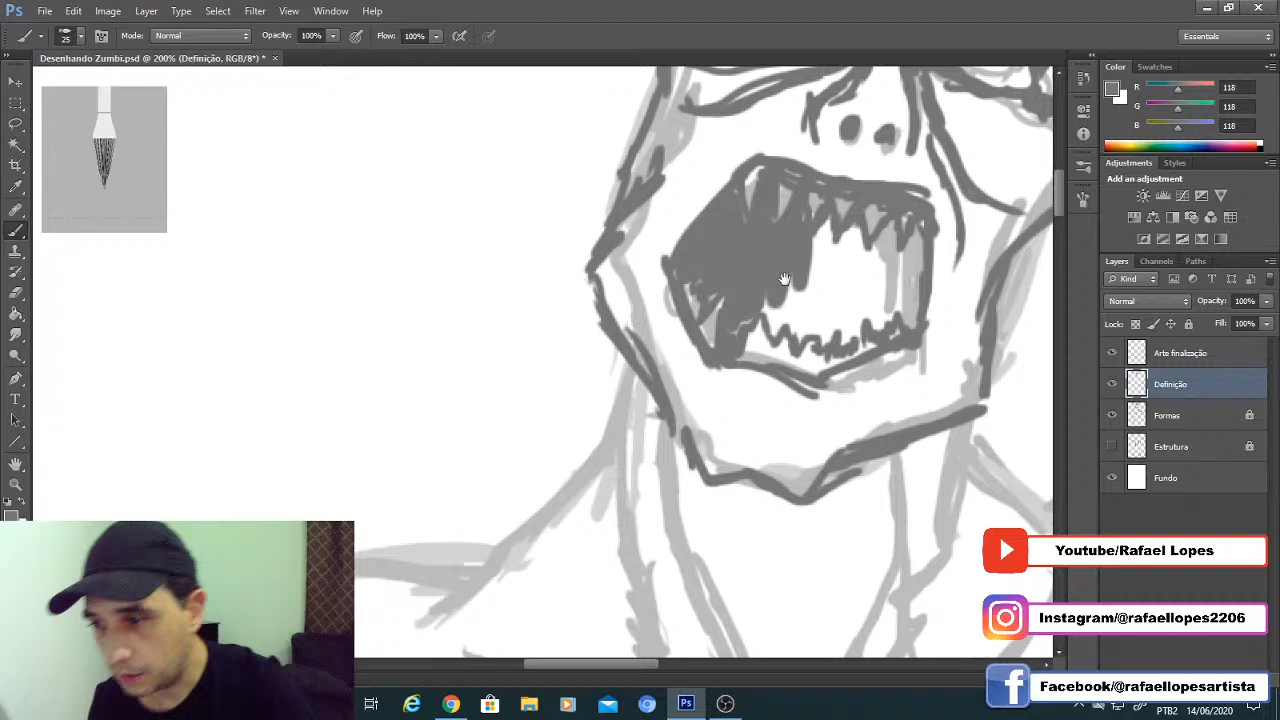 Ps File Edit Image Layer Type Select Filter View Window Help
25 Mode: Normal Opacity: 100% Flow: 100% Essentials
Desenhando Zumbi.psd @ 200% (Definição, RGB/8*) * ×
Color Swatches
R 118
G 118
B 118
Adjustments Styles
Add an adjustment
Layers Channels Paths
Kind
Normal Opacity: 100%
Lock: Fill: 100%
Arte finalização
Definição
Formas
Estrutura
Fundo
Youtube/Rafael Lopes
Instagram/@rafaellopes2206
Facebook/@rafaellopesartista
Ps
PTB2 14/06/2020